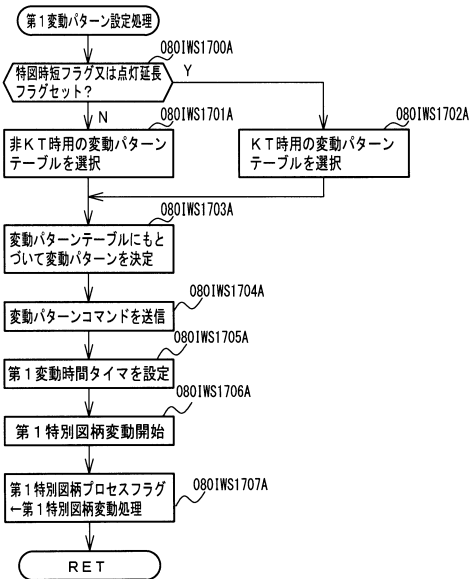 第1変動パターン設定処理
080IWS1700A
特図時短フラグ又は点灯延長
フラグセット?
Y
N
080IWS1701A
非KT時用の変動パターン
テーブルを選択
080IWS1702A
KT時用の変動パターン
テーブルを選択
080IWS1703A
変動パターンテーブルにもと
づいて変動パターンを決定
080IWS1704A
変動パターンコマンドを送信
080IWS1705A
第1変動時間タイマを設定
080IWS1706A
第1特別図柄変動開始
080IWS1707A
第1特別図柄プロセスフラグ
←第1特別図柄変動処理
RET